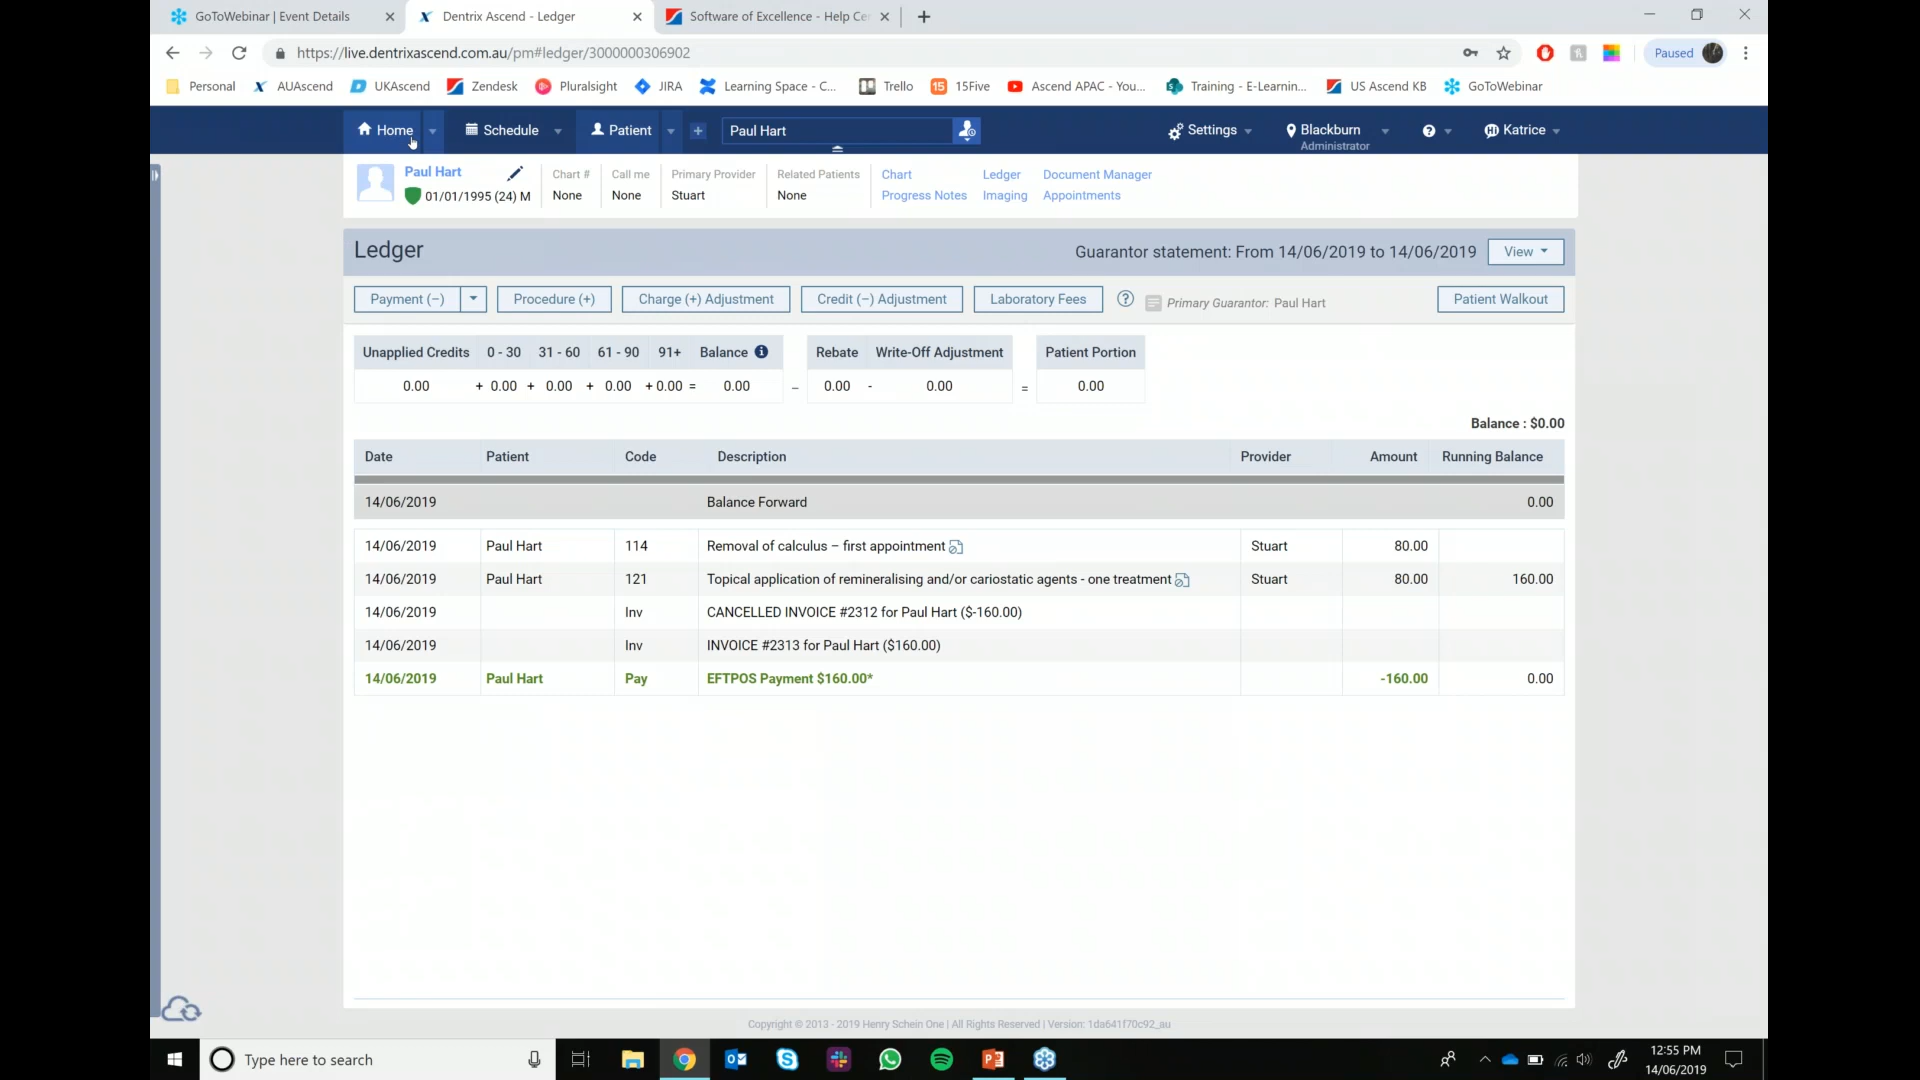 GoToWebinar | Event Details
Dentrix Ascend - Ledger
Software of Excellence - Help Ce
https://live.dentrixascend.com.au/pm#ledger/3000000306902
Paused
Personal AUAscend UKAscend Zendesk Pluralsight JIRA Learning Space - C... Trello 15 15Five Ascend APAC - You... Training - E-Learnin... US Ascend KB GoToWebinar
Home Schedule Patient + Paul Hart Settings Blackburn ? Katrice
Administrator
Paul Hart Chart # Call me Primary Provider Related Patients Chart Ledger Document Manager
01/01/1995 (24) M None None Stuart None Progress Notes Imaging Appointments
Ledger Guarantor statement: From 14/06/2019 to 14/06/2019 View
Payment (−) Procedure (+) Charge (+) Adjustment Credit (−) Adjustment Laboratory Fees ? Primary Guarantor: Paul Hart Patient Walkout
Unapplied Credits 0 - 30 31 - 60 61 - 90 91+ Balance Rebate Write-Off Adjustment Patient Portion
0.00 + 0.00 + 0.00 + 0.00 + 0.00 = 0.00 − 0.00 - 0.00 = 0.00
Balance : $0.00
Date Patient Code Description Provider Amount Running Balance
14/06/2019 Balance Forward 0.00
14/06/2019 Paul Hart 114 Removal of calculus – first appointment Stuart 80.00
14/06/2019 Paul Hart 121 Topical application of remineralising and/or cariostatic agents - one treatment Stuart 80.00 160.00
14/06/2019 Inv CANCELLED INVOICE #2312 for Paul Hart ($-160.00)
14/06/2019 Inv INVOICE #2313 for Paul Hart ($160.00)
14/06/2019 Paul Hart Pay EFTPOS Payment $160.00* -160.00 0.00
Copyright © 2013 - 2019 Henry Schein One | All Rights Reserved | Version: 1da641f70c92_au
Type here to search
12:55 PM
14/06/2019